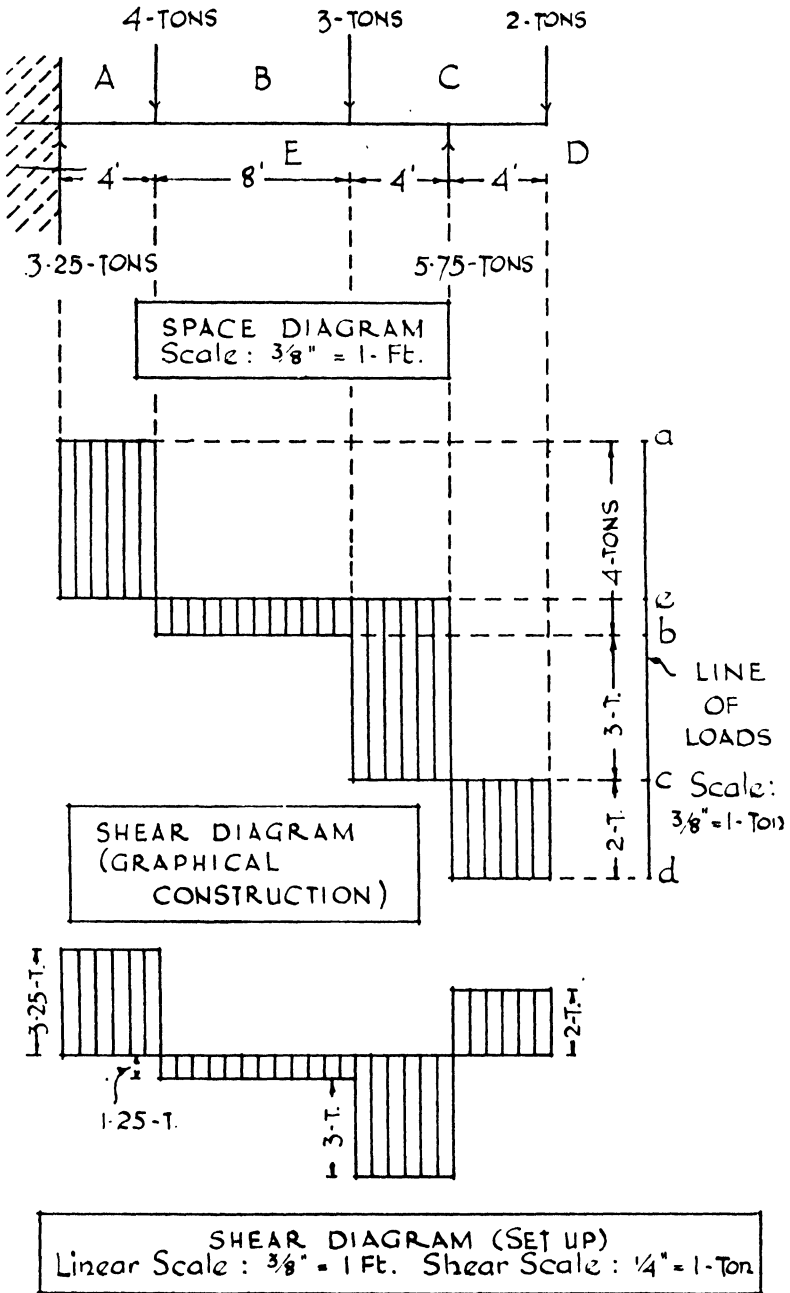 4-TONS 3-TONS 2-TONS
A B C
E D
4' 8' 4' 4'
3·25-TONS 5·75-TONS
SPACE DIAGRAM
Scale: 3/8" = 1-Ft.
a
4-TONS
e
b
3-T.
LINE
OF
LOADS
c
Scale:
3/8" = 1-Ton
2-T.
d
SHEAR DIAGRAM
(GRAPHICAL
CONSTRUCTION)
3·25-T.
2-T.
1·25-T.
3-T.
SHEAR DIAGRAM (SET UP)
Linear Scale: 3/8" = 1 Ft. Shear Scale: 1/4" = 1-Ton